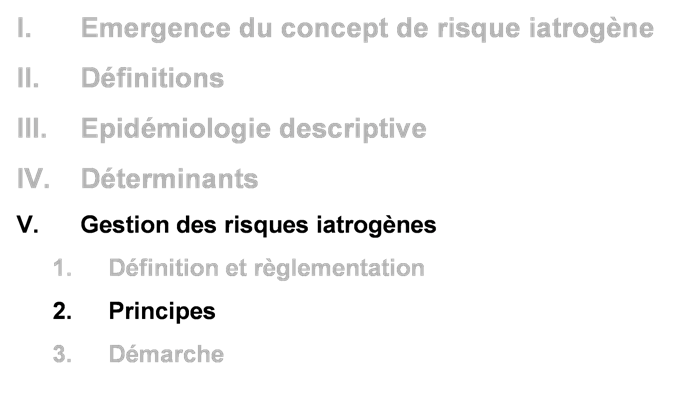 I. Emergence du concept de risque iatrogène
II. Définitions
III. Epidémiologie descriptive
IV. Déterminants
V. Gestion des risques iatrogènes
1. Définition et règlementation
2. Principes
3. Démarche